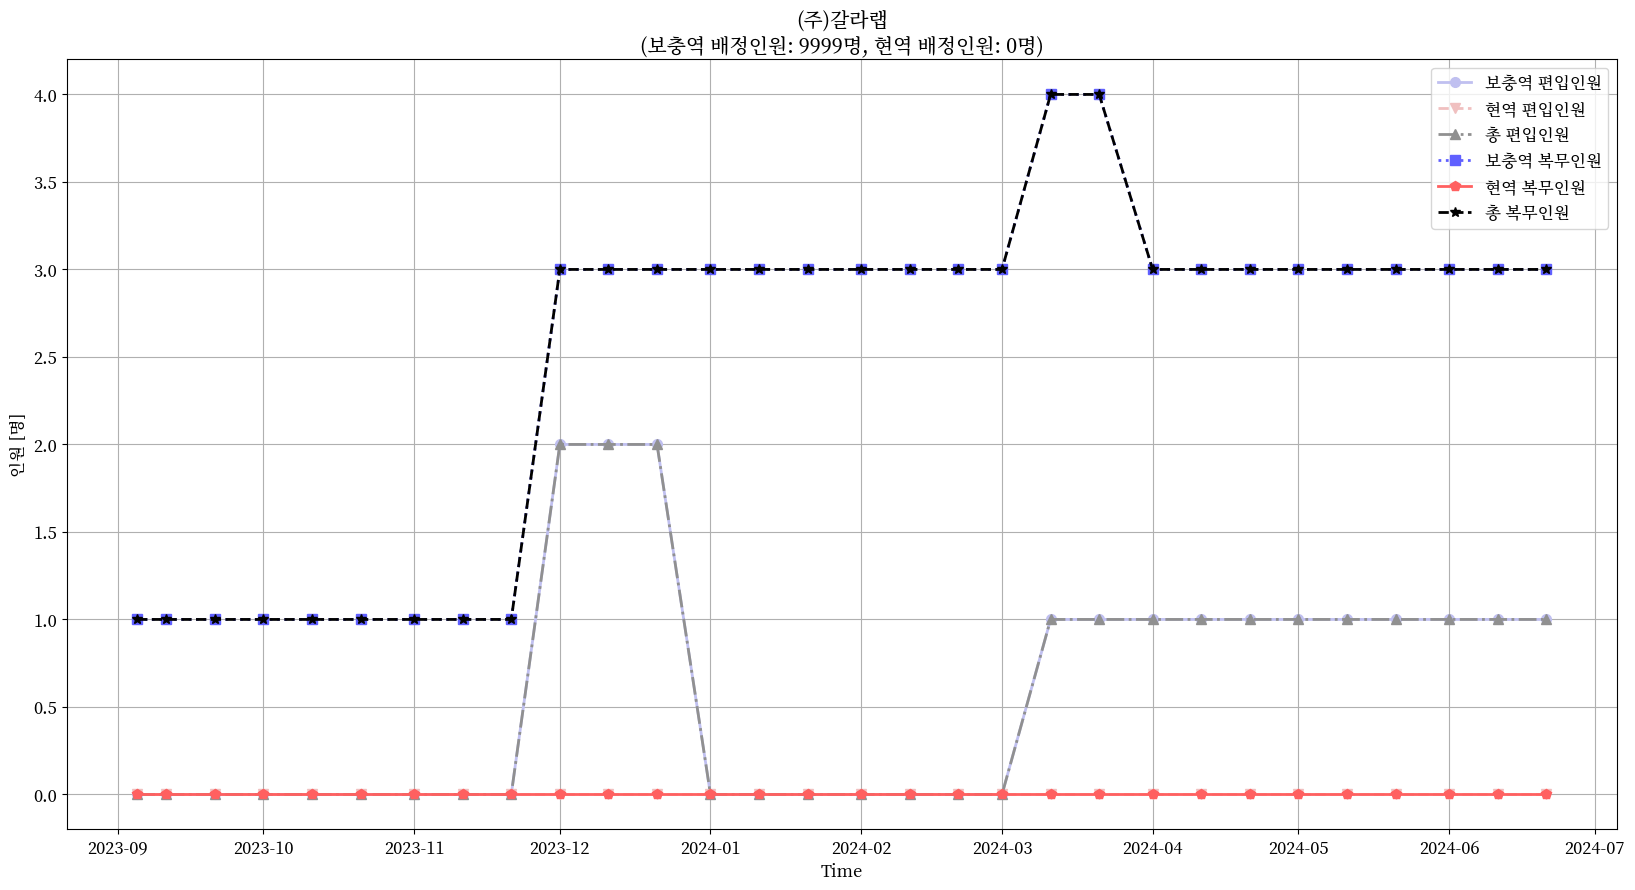 (주)갈라랩
(보충역 배정인원: 9999명, 현역 배정인원: 0명)
보충역 편입인원
현역 편입인원
총 편입인원
보충역 복무인원
현역 복무인원
총 복무인원
인원 [명]
4.0
3.5
3.0
2.5
2.0
1.5
1.0
0.5
0.0
2023-09 2023-10 2023-11 2023-12 2024-01 2024-02 2024-03 2024-04 2024-05 2024-06 2024-07
Time